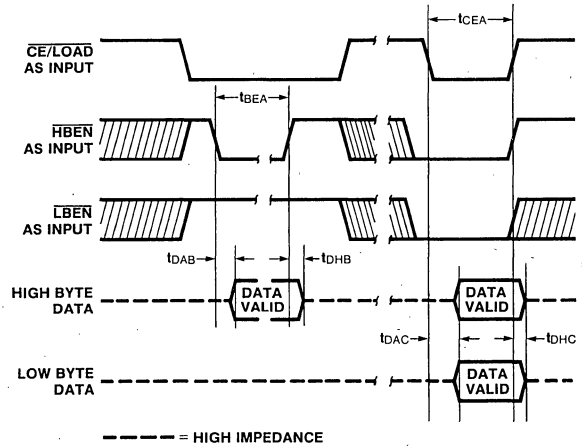 tCEA
CE/LOAD
AS INPUT
tBEA
HBEN
AS INPUT
LBEN
AS INPUT
tDAB
tDHB
HIGH BYTE
DATA
DATA
VALID
DATA
VALID
tDAC
tDHC
LOW BYTE
DATA
DATA
VALID
= HIGH IMPEDANCE